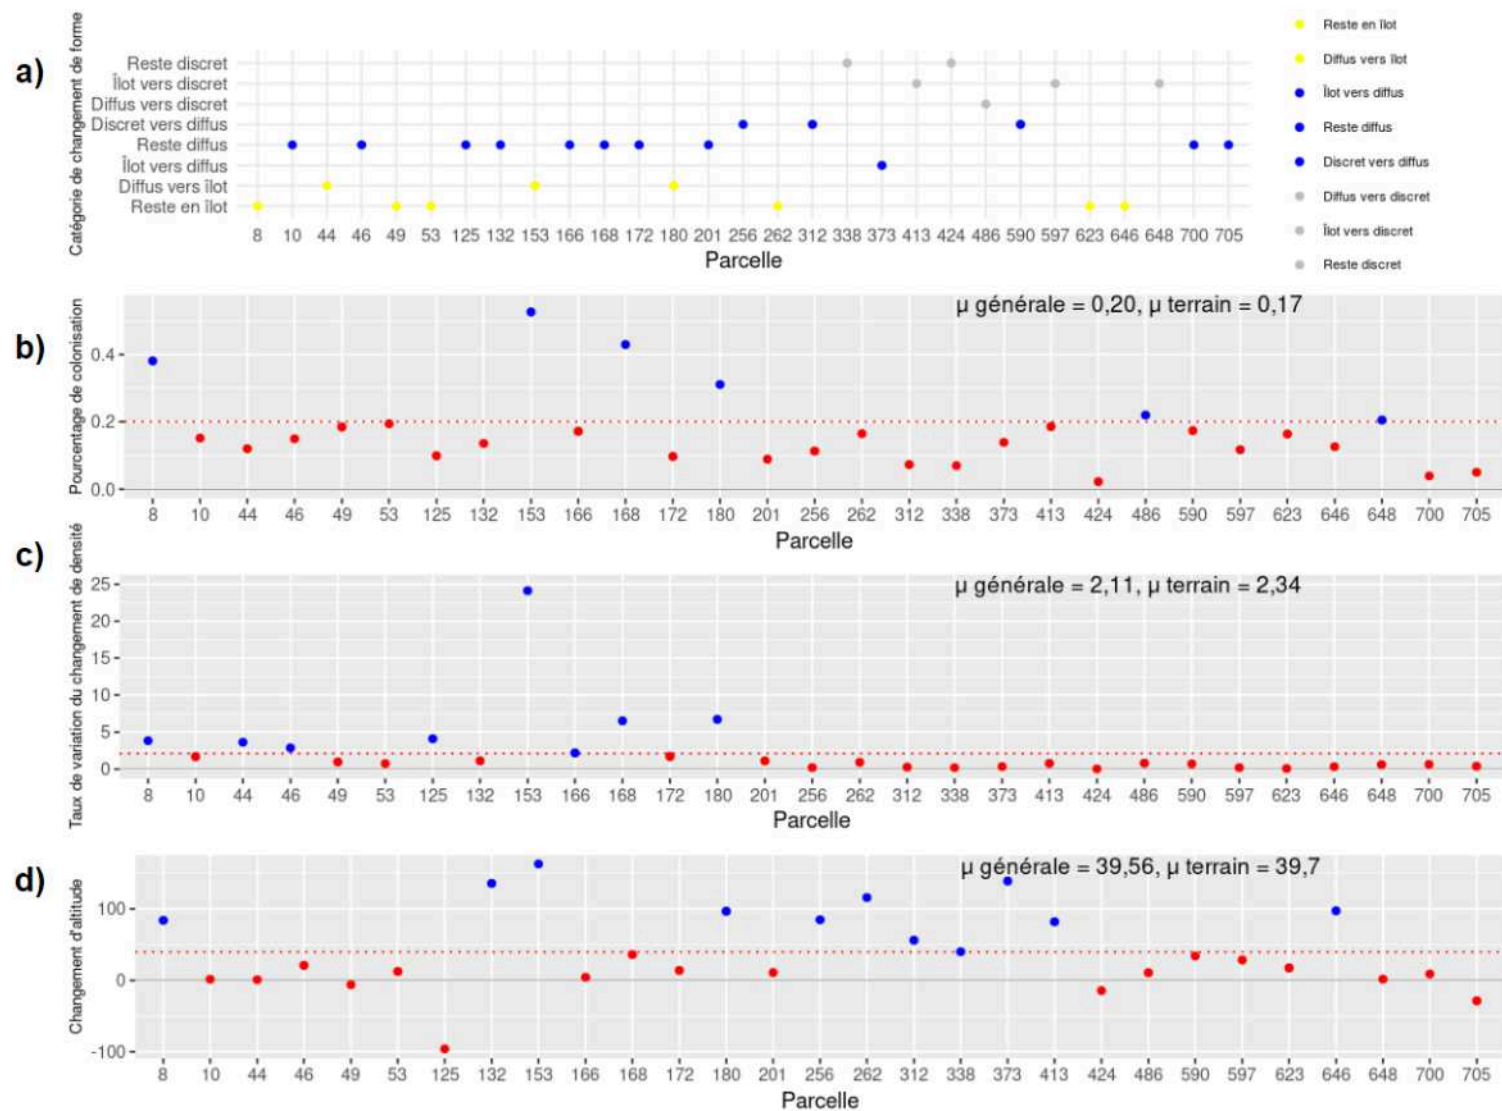 a)
Catégorie de changement de forme
Reste discret
Îlot vers discret
Diffus vers discret
Discret vers diffus
Reste diffus
Îlot vers diffus
Diffus vers îlot
Reste en îlot
8 10 44 46 49 53 125 132 153 166 168 172 180 201 256 262 312 338 373 413 424 486 590 597 623 646 648 700 705
Parcelle
Reste en îlot
Diffus vers îlot
Îlot vers diffus
Reste diffus
Discret vers diffus
Diffus vers discret
Îlot vers discret
Reste discret
b)
Pourcentage de colonisation
µ générale = 0,20, µ terrain = 0,17
0.4
0.2
0.0
8 10 44 46 49 53 125 132 153 166 168 172 180 201 256 262 312 338 373 413 424 486 590 597 623 646 648 700 705
Parcelle
c)
Taux de variation du changement de densité
µ générale = 2,11, µ terrain = 2,34
25
20
15
10
5
0
8 10 44 46 49 53 125 132 153 166 168 172 180 201 256 262 312 338 373 413 424 486 590 597 623 646 648 700 705
Parcelle
d)
Changement d'altitude
µ générale = 39,56, µ terrain = 39,7
100
0
-100
8 10 44 46 49 53 125 132 153 166 168 172 180 201 256 262 312 338 373 413 424 486 590 597 623 646 648 700 705
Parcelle